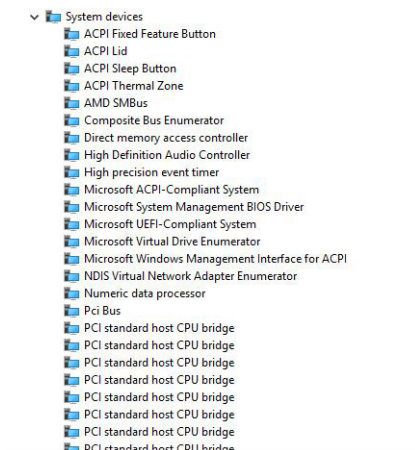 System devices
ACPI Fixed Feature Button
ACPI Lid
ACPI Sleep Button
ACPI Thermal Zone
AMD SMBus
Composite Bus Enumerator
Direct memory access controller
High Definition Audio Controller
High precision event timer
Microsoft ACPI-Compliant System
Microsoft System Management BIOS Driver
Microsoft UEFI-Compliant System
Microsoft Virtual Drive Enumerator
Microsoft Windows Management Interface for ACPI
NDIS Virtual Network Adapter Enumerator
Numeric data processor
Pci Bus
PCI standard host CPU bridge
PCI standard host CPU bridge
PCI standard host CPU bridge
PCI standard host CPU bridge
PCI standard host CPU bridge
PCI standard host CPU bridge
PCI standard host CPU bridge
PCI standard host CPU bridge